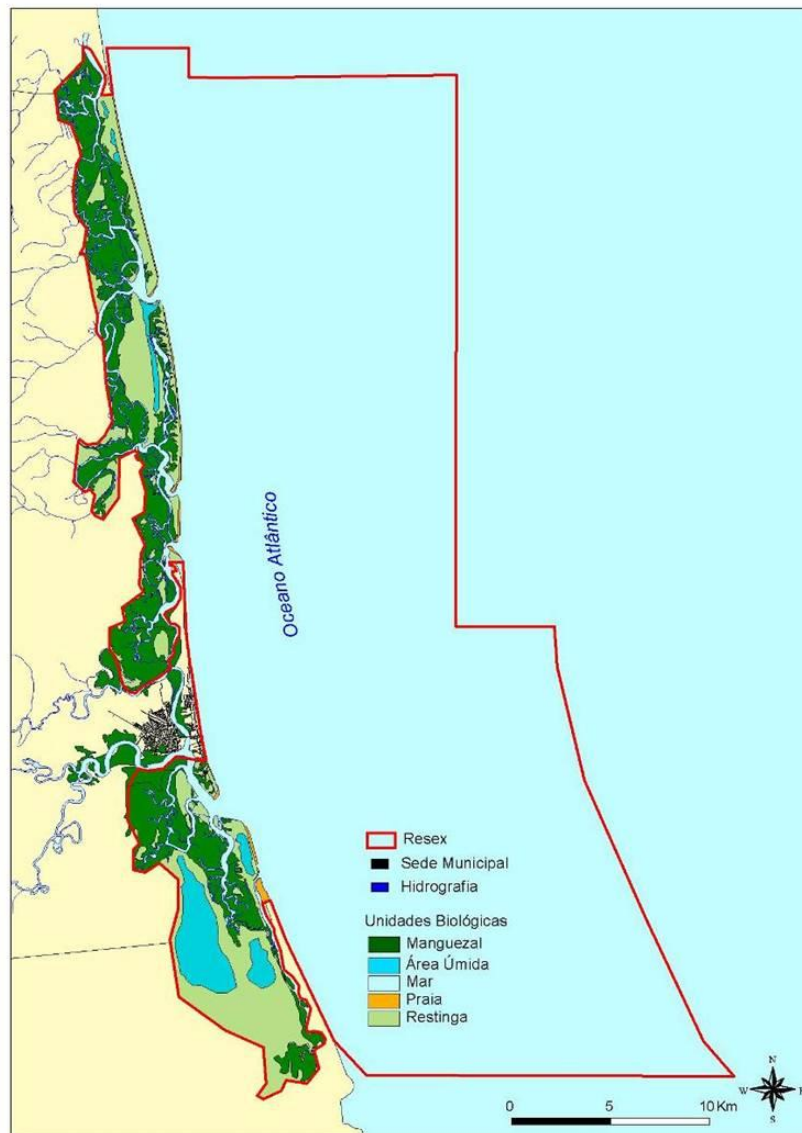 Oceano Atlântico
Resex
Sede Municipal
Hidrografia
Unidades Biológicas
Manguezal
Área Úmida
Mar
Praia
Restinga
N
W E
S
0 5 10 Km